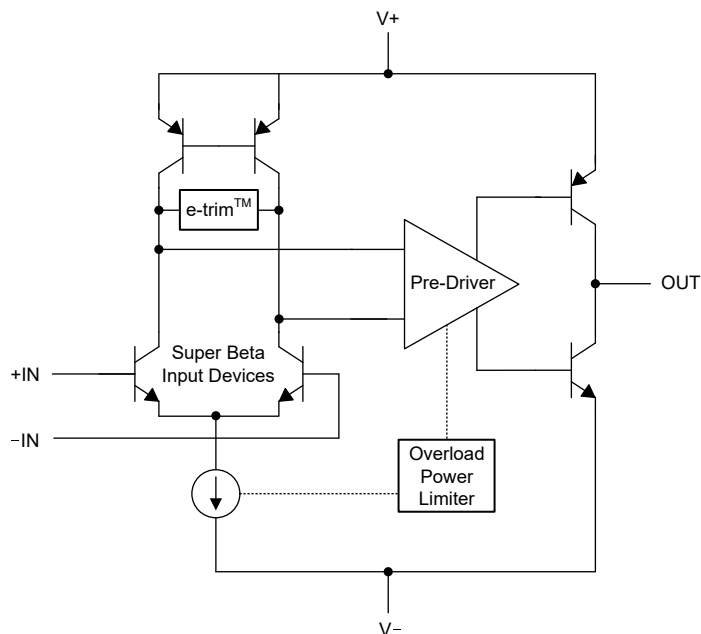 V+
e-trim™
Pre-Driver
OUT
Super Beta
Input Devices
+IN
−IN
Overload
Power
Limiter
V−